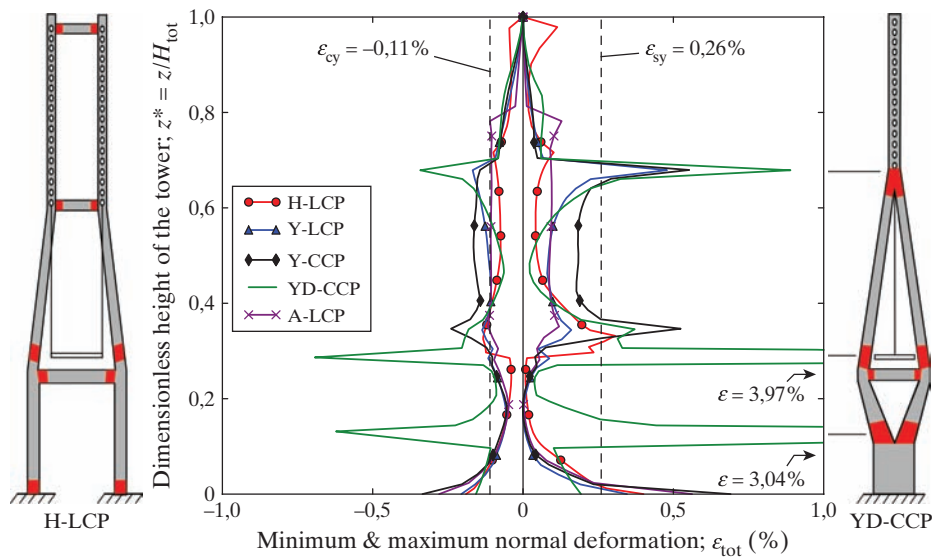 1,0
0,8
0,6
0,4
0,2
0
Dimensionless height of the tower; z* = z/H_tot
ε_cy = −0,11%
ε_sy = 0,26%
H-LCP
Y-LCP
Y-CCP
YD-CCP
A-LCP
ε = 3,97%
ε = 3,04%
−1,0
−0,5
0
0,5
1,0
Minimum & maximum normal deformation; ε_tot (%)
H-LCP
YD-CCP